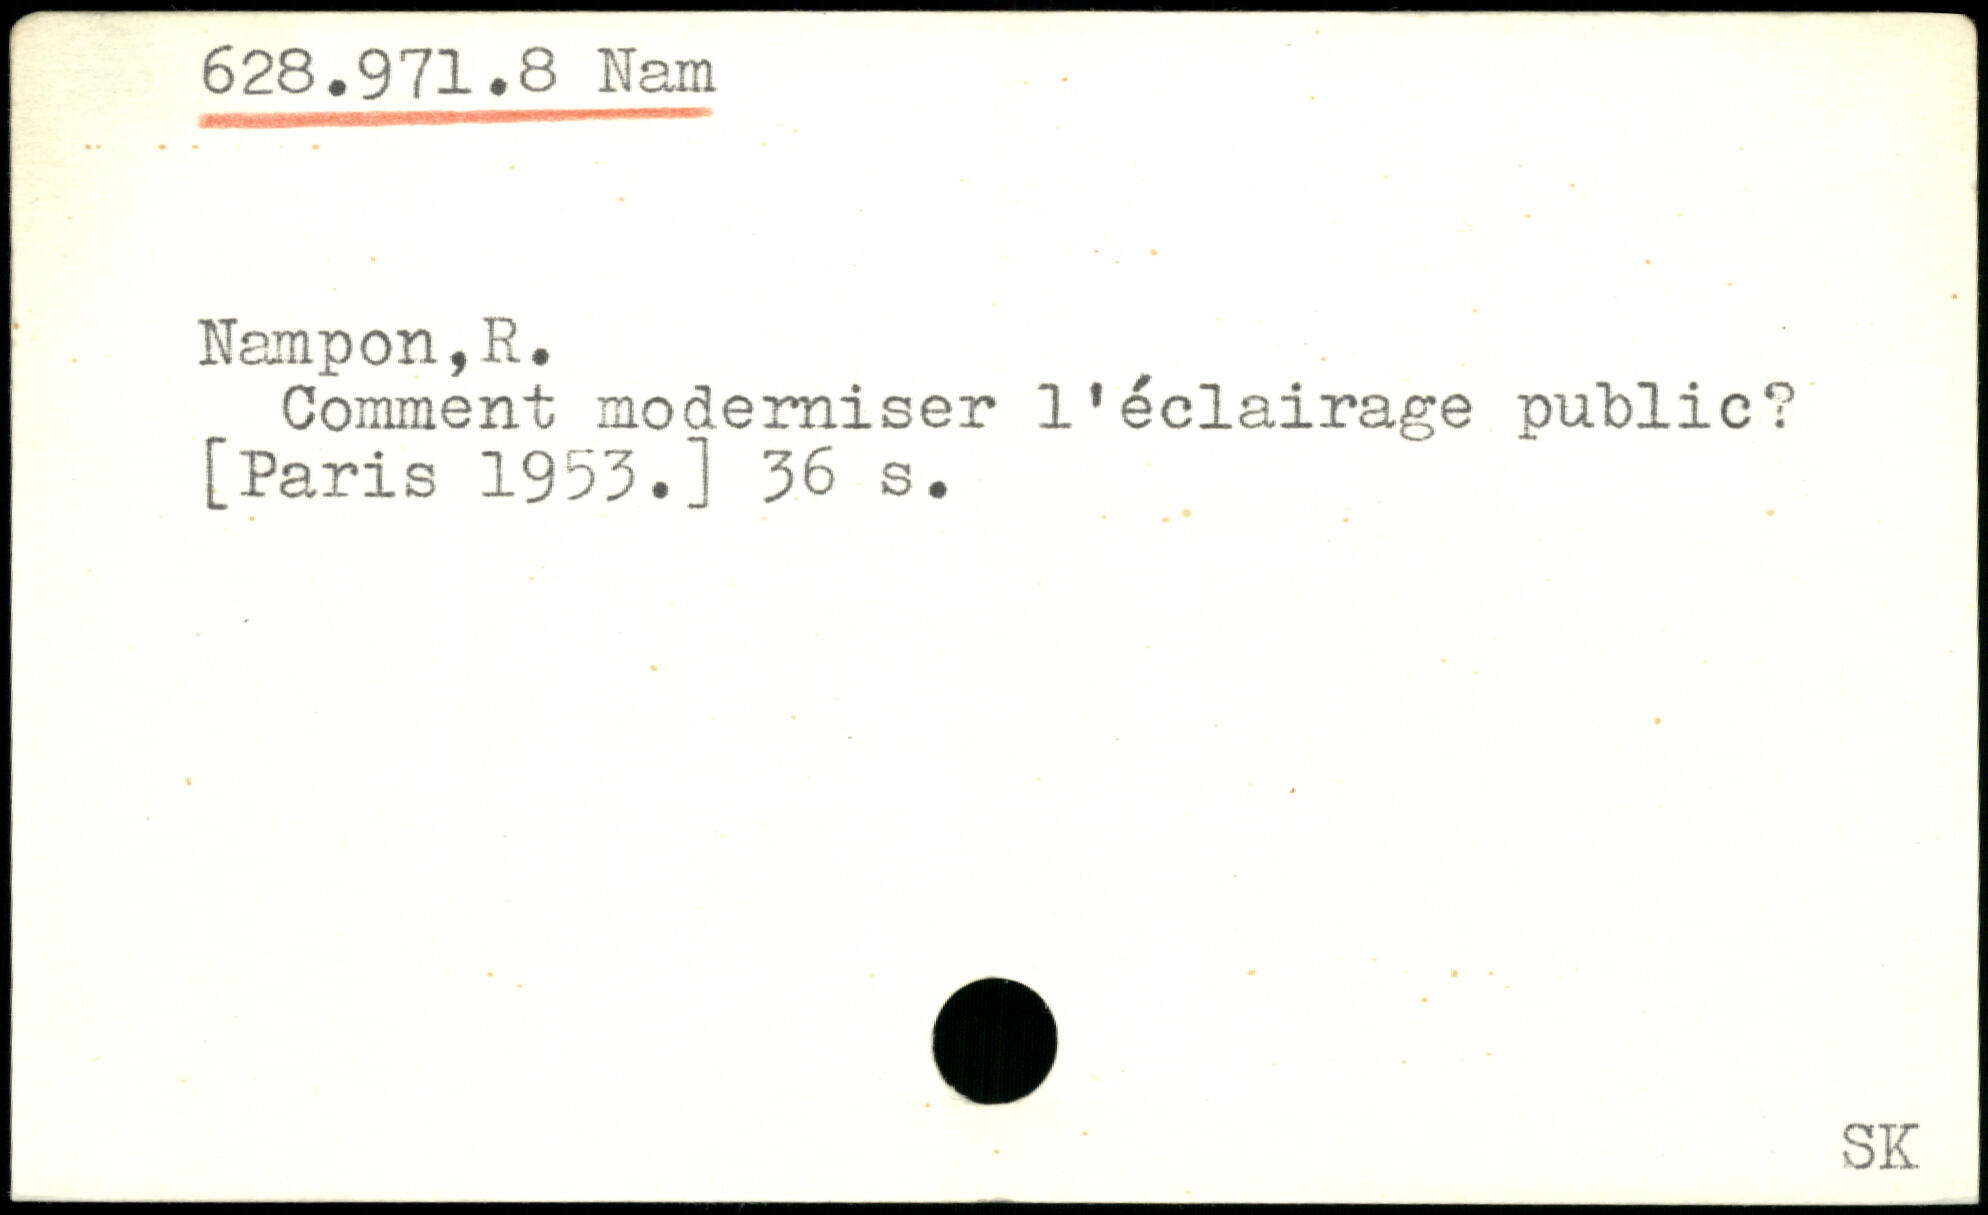 628.971.8 Nam
Nampon,R.
Comment moderniser l'éclairage public?
[Paris 1953.] 36 s.
SK